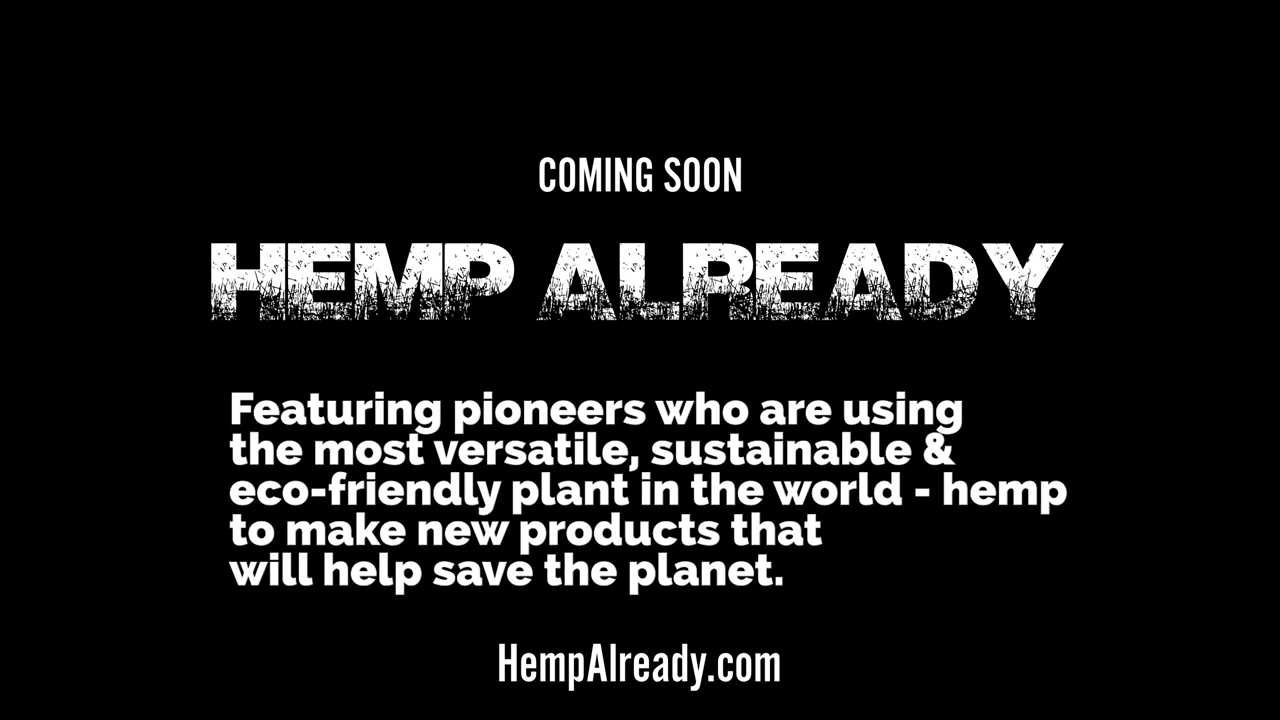 COMING SOON
HEMP ALREADY
Featuring pioneers who are using
the most versatile, sustainable &
eco-friendly plant in the world - hemp
to make new products that
will help save the planet.
HempAlready.com